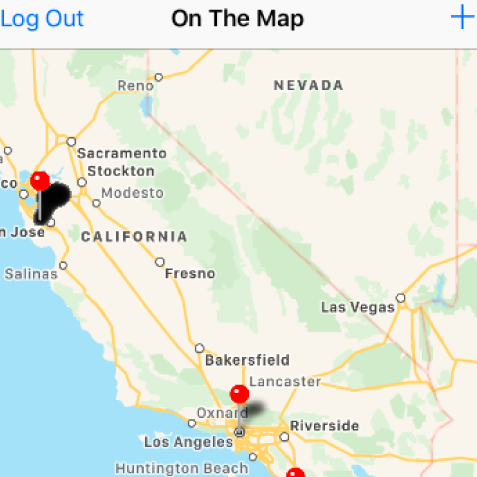 Log Out
On The Map
+
Reno
NEVADA
a
Sacramento
Stockton
co
Modesto
n Jose
CALIFORNIA
Salinas
Fresno
Las Vegas
Bakersfield
Lancaster
Oxnard
Riverside
Los Angeles
Huntington Beach